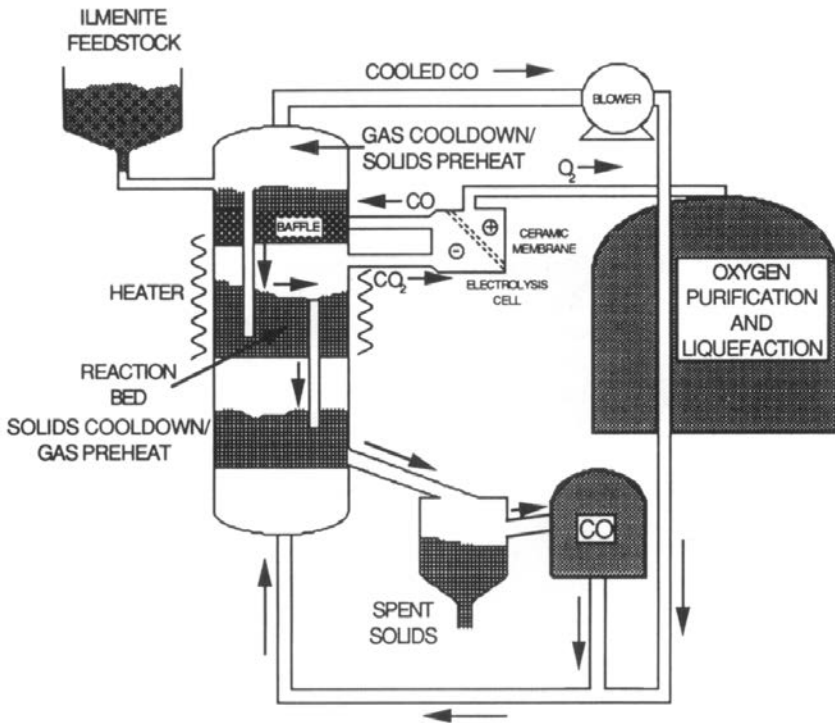 ILMENITE
FEEDSTOCK
COOLED CO
BLOWER
GAS COOLDOWN/
SOLIDS PREHEAT
O2
CO
BAFFLE
+
-
CERAMIC
MEMBRANE
HEATER
CO2
ELECTROLYSIS
CELL
OXYGEN
PURIFICATION
AND
LIQUEFACTION
REACTION
BED
SOLIDS COOLDOWN/
GAS PREHEAT
CO
SPENT
SOLIDS